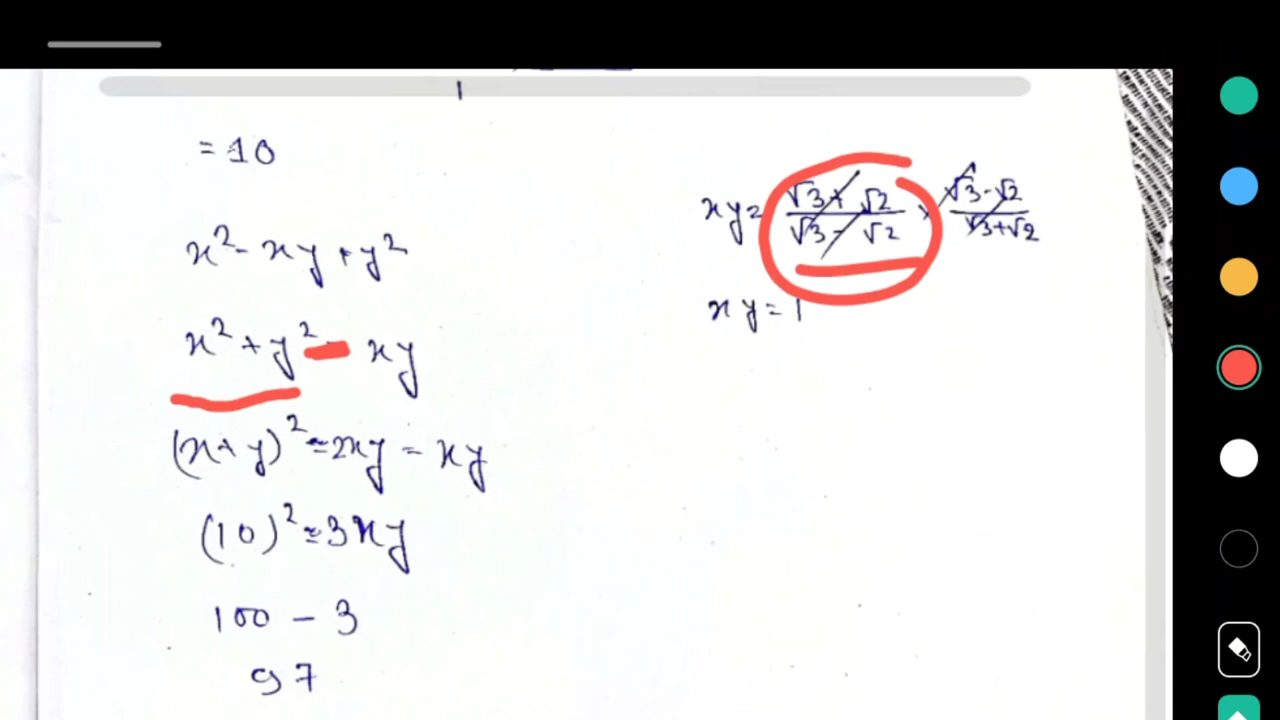 = 10
x² - xy + y²
x² + y² - xy
(x + y)² - 2xy - xy
(10)² - 3xy
100 - 3
97
xy = (√3 + √2)/(√3 - √2) × (√3 - √2)/(√3 + √2)
xy = 1